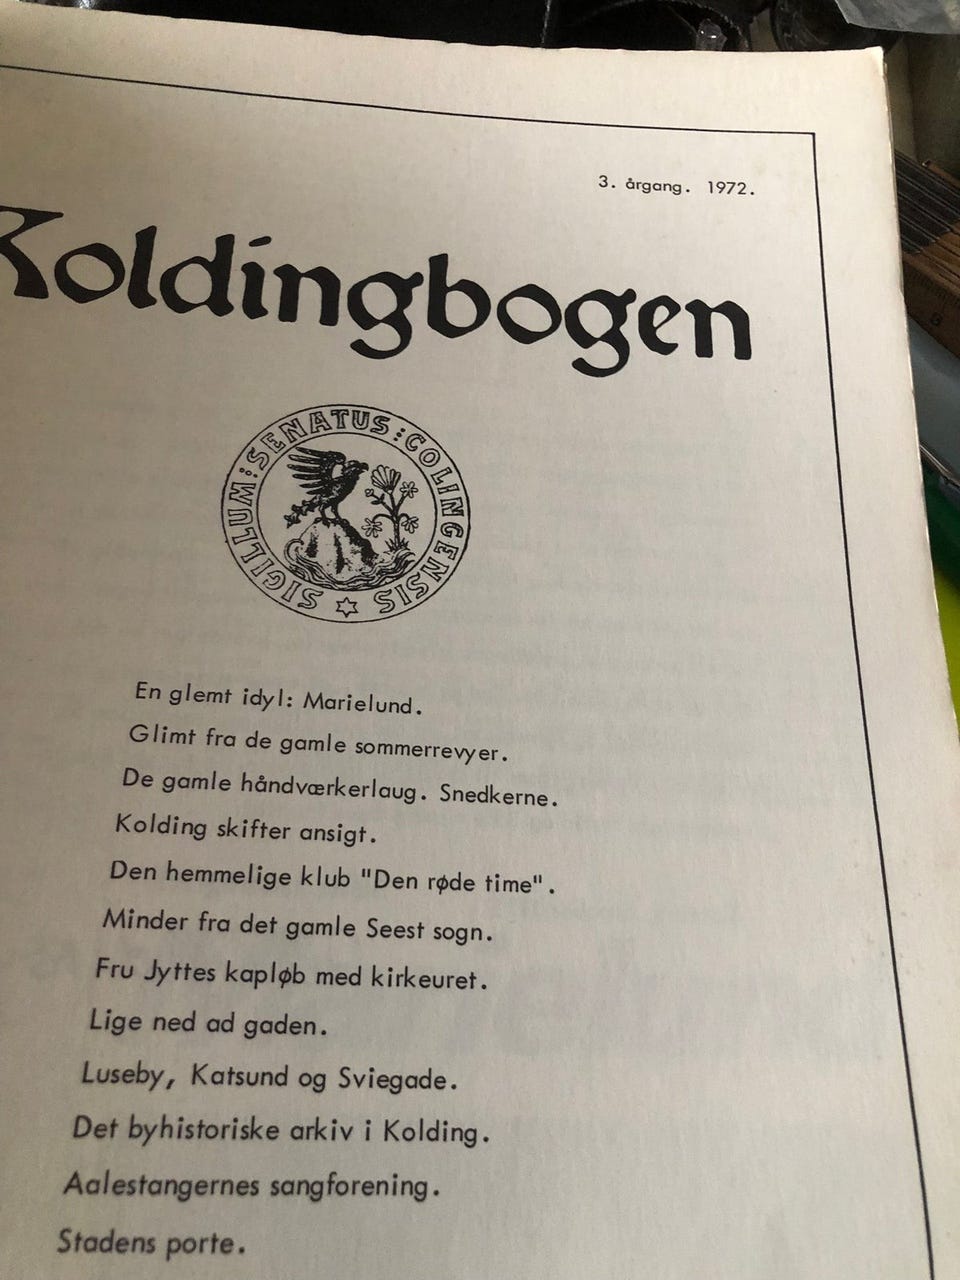 3. årgang. 1972.
Koldingbogen
SIGILLUM:SENATUS:COLINGENSIS
En glemt idyl: Marielund.
Glimt fra de gamle sommerrevyer.
De gamle håndværkerlaug. Snedkerne.
Kolding skifter ansigt.
Den hemmelige klub "Den røde time".
Minder fra det gamle Seest sogn.
Fru Jyttes kapløb med kirkeuret.
Lige ned ad gaden.
Luseby, Katsund og Sviegade.
Det byhistoriske arkiv i Kolding.
Aalestangernes sangforening.
Stadens porte.